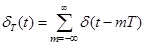 δ_T(t) = ∑_{m=-∞}^{∞} δ(t-mT)